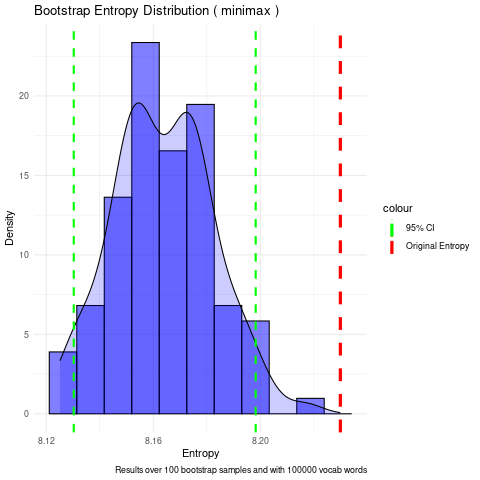 Bootstrap Entropy Distribution ( minimax )
20
15
10
5
0
Density
8.12
8.16
8.20
Entropy
colour
95% CI
Original Entropy
Results over 100 bootstrap samples and with 100000 vocab words